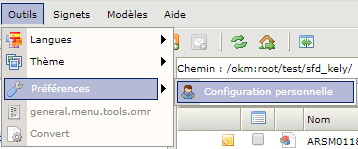 Outils Signets Modèles Aide
Langues
Thème
Chemin : /okm:root/test/sfd_kely/
Préférences
Configuration personnelle
general.menu.tools.omr
Nom
Convert
ARSM0118